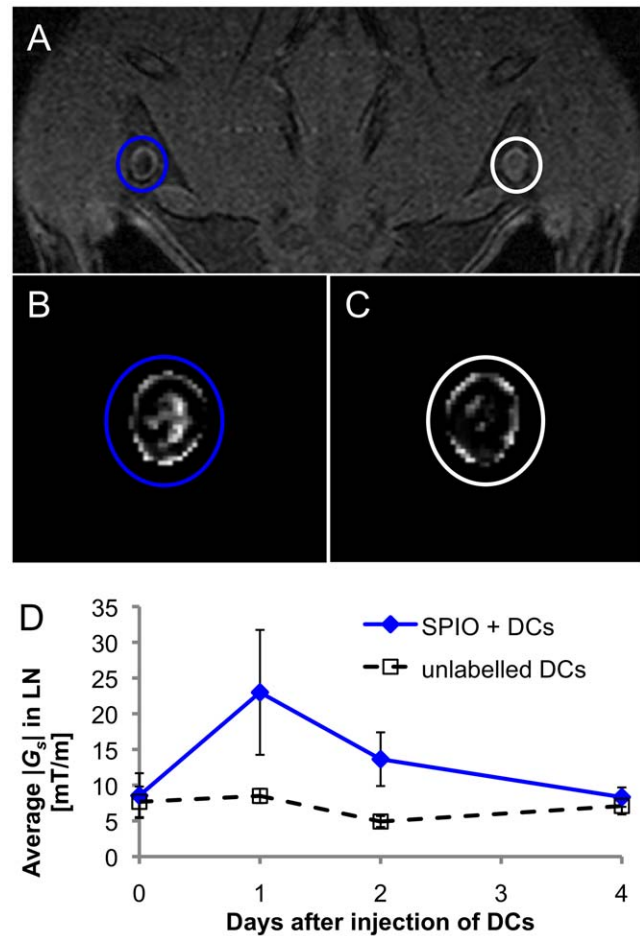 A
B
C
D
35
30
25
20
15
10
5
0
Average |Gₛ| in LN
[mT/m]
SPIO + DCs
unlabelled DCs
0 1 2 3 4
Days after injection of DCs